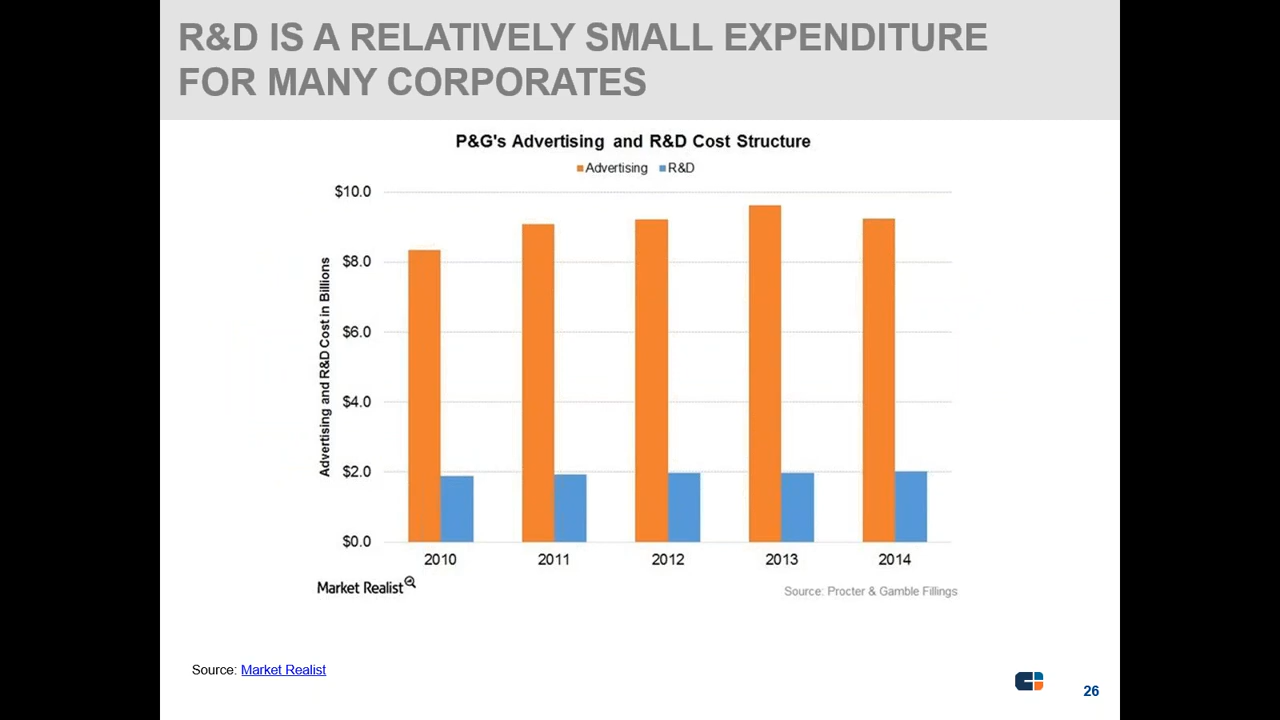 R&D IS A RELATIVELY SMALL EXPENDITURE
FOR MANY CORPORATES
P&G's Advertising and R&D Cost Structure
Advertising R&D
Advertising and R&D Cost in Billions
$10.0
$8.0
$6.0
$4.0
$2.0
$0.0
2010 2011 2012 2013 2014
Market Realist
Source: Procter & Gamble Fillings
Source: Market Realist
26